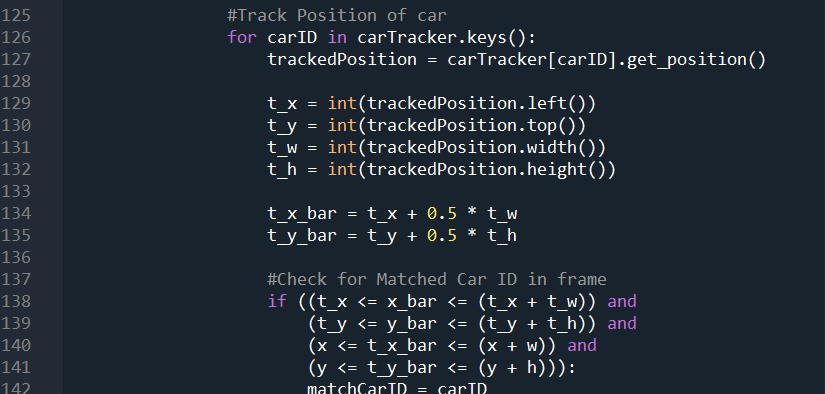 125 #Track Position of car
126 for carID in carTracker.keys():
127 trackedPosition = carTracker[carID].get_position()
128
129 t_x = int(trackedPosition.left())
130 t_y = int(trackedPosition.top())
131 t_w = int(trackedPosition.width())
132 t_h = int(trackedPosition.height())
133
134 t_x_bar = t_x + 0.5 * t_w
135 t_y_bar = t_y + 0.5 * t_h
136
137 #Check for Matched Car ID in frame
138 if ((t_x <= x_bar <= (t_x + t_w)) and
139 (t_y <= y_bar <= (t_y + t_h)) and
140 (x <= t_x_bar <= (x + w)) and
141 (y <= t_y_bar <= (y + h))):
142 matchCarID = carID